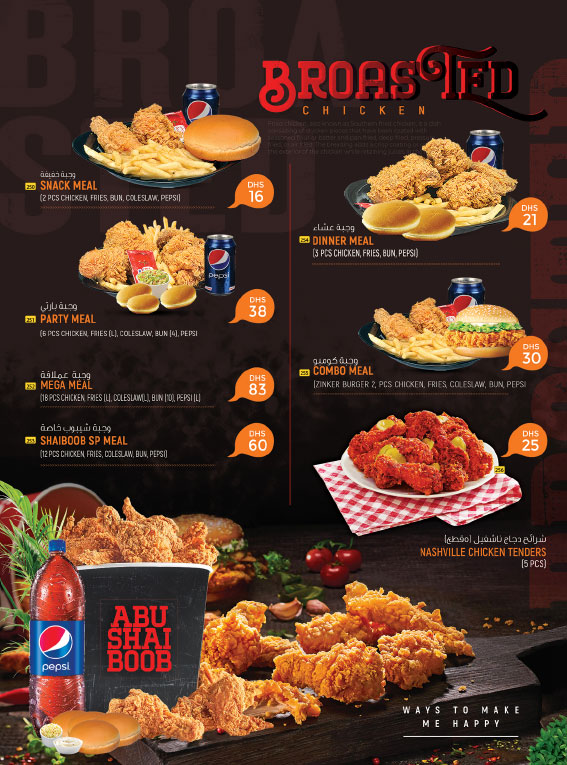 BROASTED
CHICKEN
وجبة خفيفة
250 SNACK MEAL
(2 PCS CHICKEN, FRIES, BUN, COLESLAW, PEPSI)
DHS
16
وجبة بارتي
251 PARTY MEAL
(6 PCS CHICKEN, FRIES (L), COLESLAW, BUN (4), PEPSI
DHS
38
وجبة عملاقة
MEGA MEAL
(18 PCS CHICKEN, FRIES (L), COLESLAW(L), BUN (10), PEPSI (L)
DHS
83
وجبة شيبوب خاصة
SHAIBOOB SP MEAL
(12 PCS CHICKEN, FRIES, COLESLAW, BUN, PEPSI)
DHS
60
وجبة عشاء
254 DINNER MEAL
(3 PCS CHICKEN, FRIES, BUN, PEPSI)
DHS
21
وجبة كومبو
COMBO MEAL
(ZINKER BURGER 2, PCS CHICKEN, FRIES, COLESLAW, BUN, PEPSI
DHS
30
DHS
25
256
شرائح دجاج ناشفيل (٥قطع)
NASHVILLE CHICKEN TENDERS
(5 PCS)
ABU
SHAI
BOOB
pepsi
WAYS TO MAKE
ME HAPPY